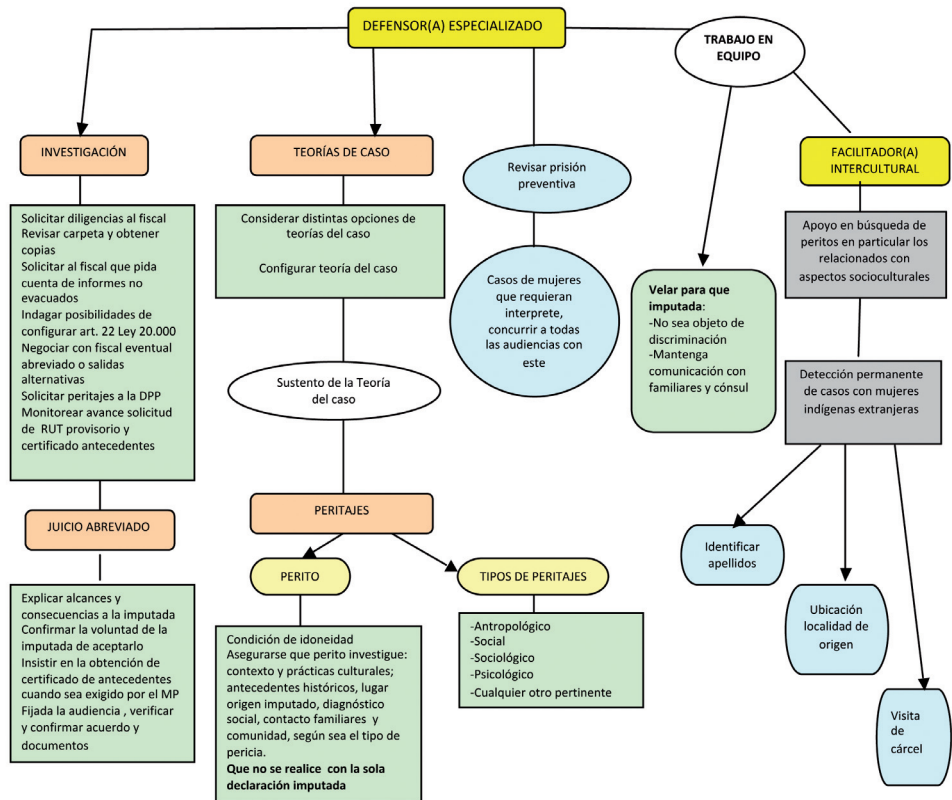 DEFENSOR(A) ESPECIALIZADO
TRABAJO EN
EQUIPO
INVESTIGACIÓN
Solicitar diligencias al fiscal
Revisar carpeta y obtener
copias
Solicitar al fiscal que pida
cuenta de informes no
evacuados
Indagar posibilidades de
configurar art. 22 Ley 20.000
Negociar con fiscal eventual
abreviado o salidas
alternativas
Solicitar peritajes a la DPP
Monitorear avance solicitud
de RUT provisorio y
certificado antecedentes
JUICIO ABREVIADO
Explicar alcances y
consecuencias a la imputada
Confirmar la voluntad de la
imputada de aceptarlo
Insistir en la obtención de
certificado de antecedentes
cuando sea exigido por el MP
Fijada la audiencia , verificar
y confirmar acuerdo y
documentos
TEORÍAS DE CASO
Considerar distintas opciones de
teorías del caso
Configurar teoría del caso
Sustento de la Teoría
del caso
PERITAJES
PERITO
Condición de idoneidad
Asegurarse que perito investigue:
contexto y prácticas culturales;
antecedentes históricos, lugar
origen imputado, diagnóstico
social, contacto familiares y
comunidad, según sea el tipo de
pericia.
Que no se realice con la sola
declaración imputada
TIPOS DE PERITAJES
-Antropológico
-Social
-Sociológico
-Psicológico
-Cualquier otro pertinente
Revisar prisión
preventiva
Casos de mujeres
que requieran
interprete,
concurrir a todas
las audiencias con
este
Velar para que
imputada:
-No sea objeto de
discriminación
-Mantenga
comunicación con
familiares y cónsul
FACILITADOR(A)
INTERCULTURAL
Apoyo en búsqueda de
peritos en particular los
relacionados con
aspectos socioculturales
Detección permanente
de casos con mujeres
indígenas extranjeras
Identificar
apellidos
Ubicación
localidad de
origen
Visita
de
cárcel